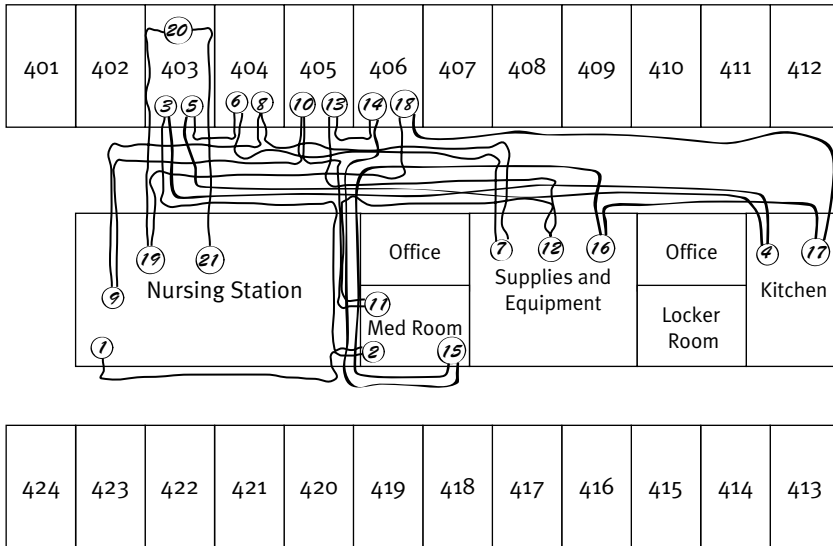 20
401 402 403 404 405 406 407 408 409 410 411 412
3 5 6 8 10 13 14 18
19 21 Office 7 12 16 Office 4 17
Nursing Station Supplies and Equipment Kitchen
9 11 Med Room Locker Room
1 2 15
424 423 422 421 420 419 418 417 416 415 414 413